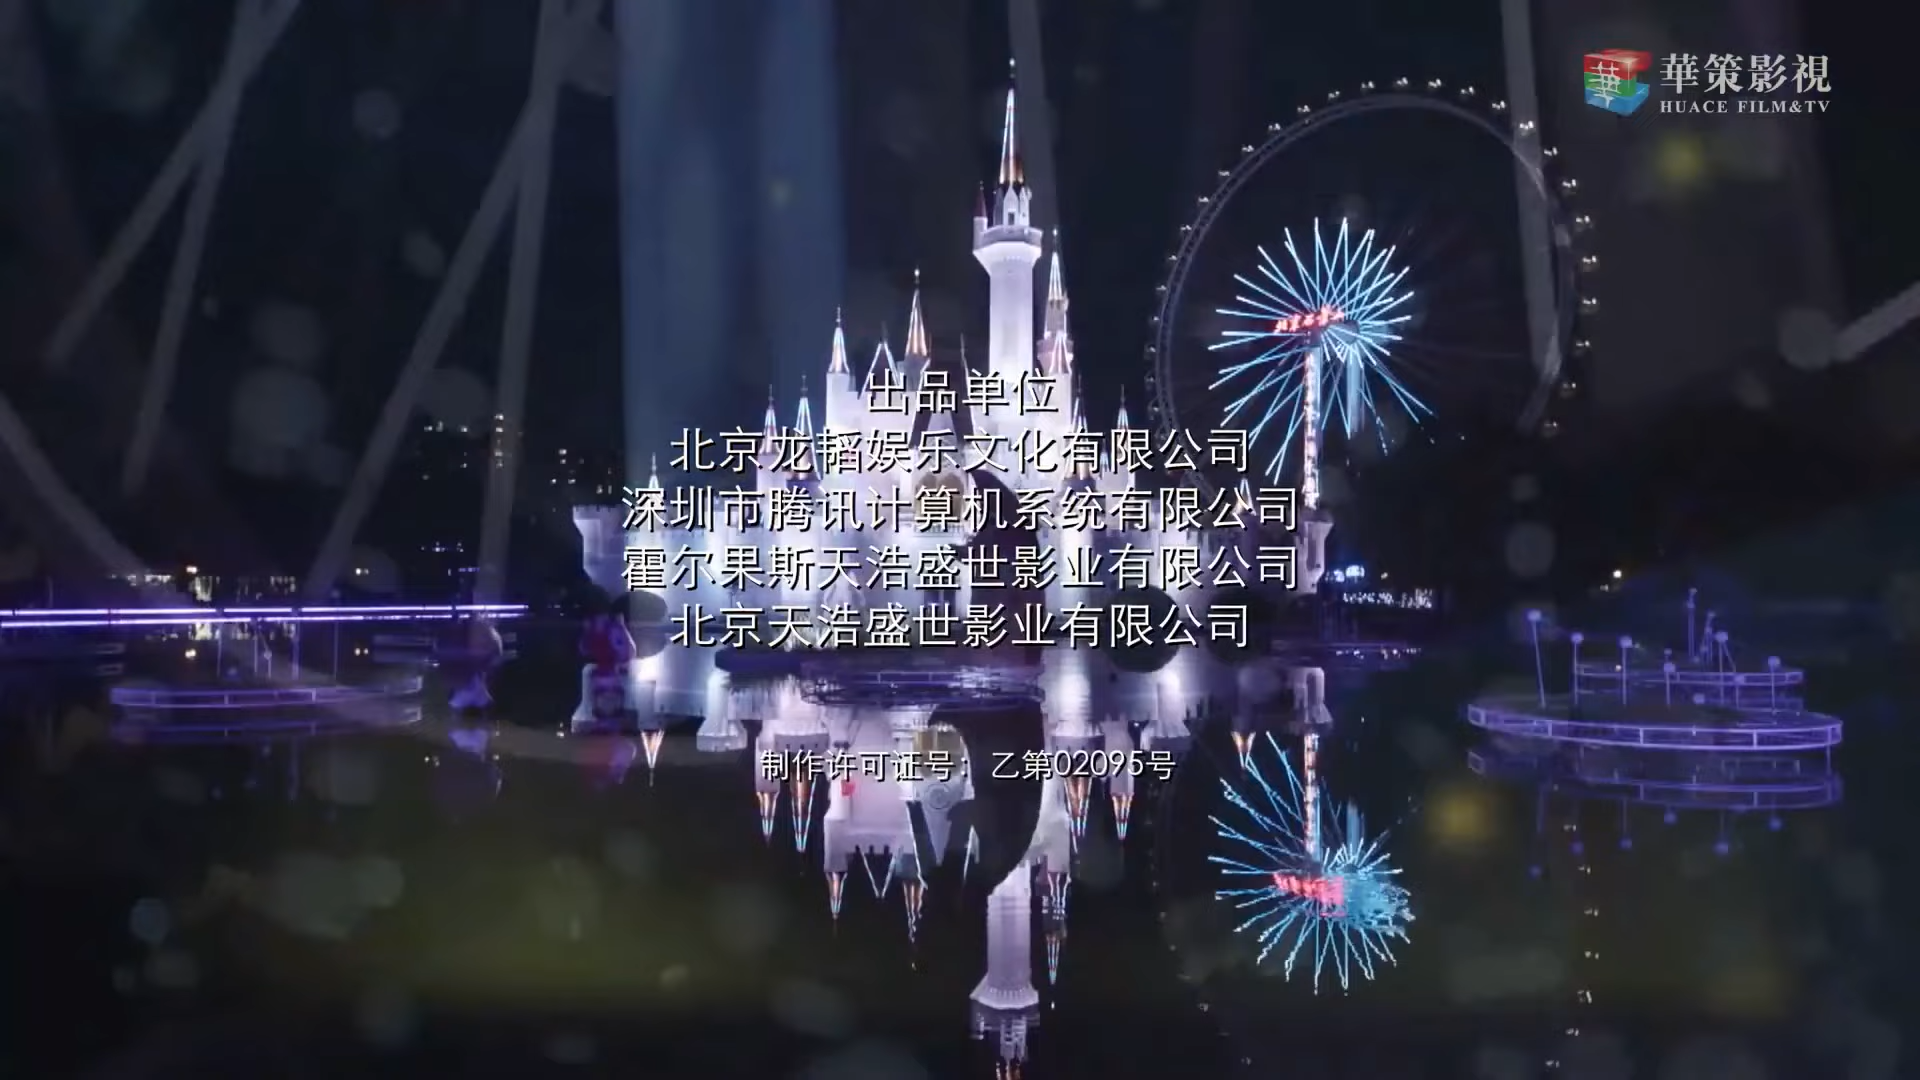 華策影視
HUACE FILM&TV
出品单位
北京龙韬娱乐文化有限公司
深圳市腾讯计算机系统有限公司
霍尔果斯天浩盛世影业有限公司
北京天浩盛世影业有限公司
制作许可证号：乙第02095号